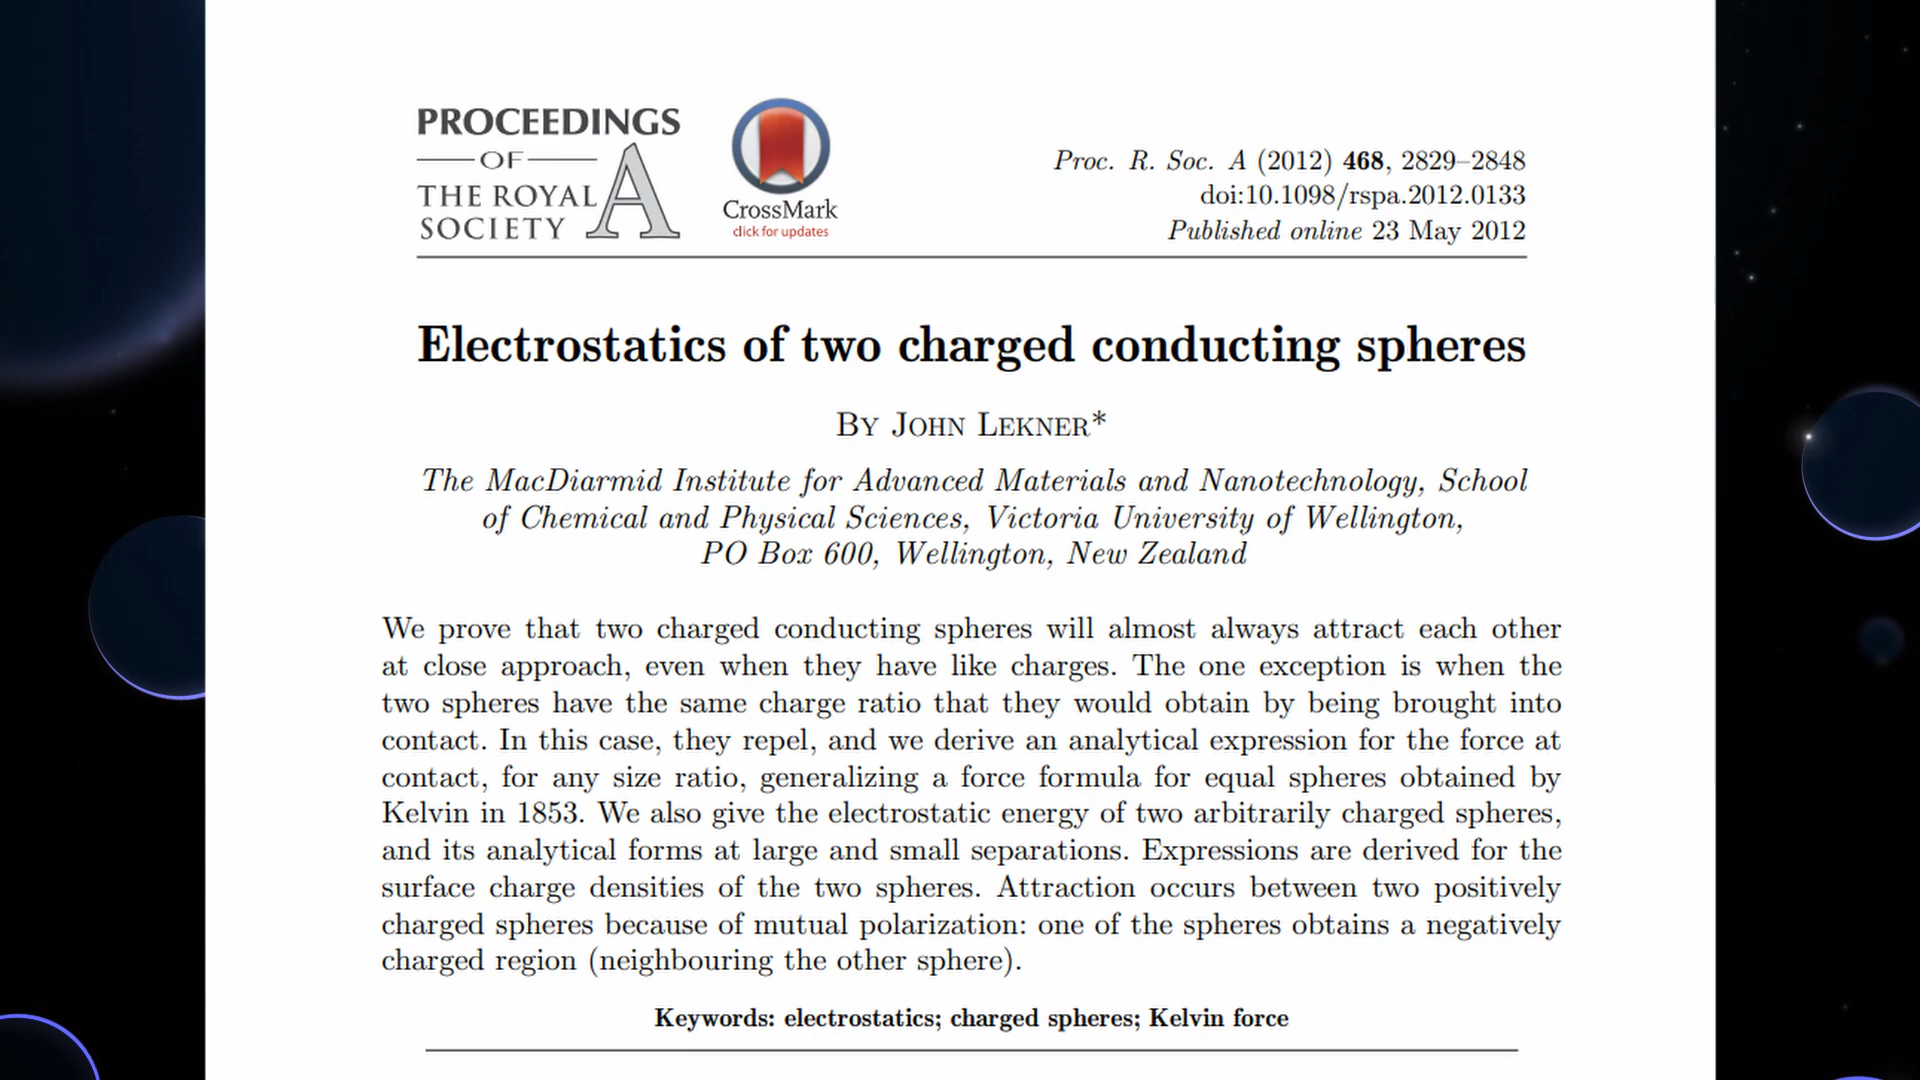 PROCEEDINGS
OF
THE ROYAL
SOCIETY A
CrossMark
click for updates
Proc. R. Soc. A (2012) 468, 2829–2848
doi:10.1098/rspa.2012.0133
Published online 23 May 2012
Electrostatics of two charged conducting spheres
By John Lekner*
The MacDiarmid Institute for Advanced Materials and Nanotechnology, School
of Chemical and Physical Sciences, Victoria University of Wellington,
PO Box 600, Wellington, New Zealand
We prove that two charged conducting spheres will almost always attract each other
at close approach, even when they have like charges. The one exception is when the
two spheres have the same charge ratio that they would obtain by being brought into
contact. In this case, they repel, and we derive an analytical expression for the force at
contact, for any size ratio, generalizing a force formula for equal spheres obtained by
Kelvin in 1853. We also give the electrostatic energy of two arbitrarily charged spheres,
and its analytical forms at large and small separations. Expressions are derived for the
surface charge densities of the two spheres. Attraction occurs between two positively
charged spheres because of mutual polarization: one of the spheres obtains a negatively
charged region (neighbouring the other sphere).
Keywords: electrostatics; charged spheres; Kelvin force